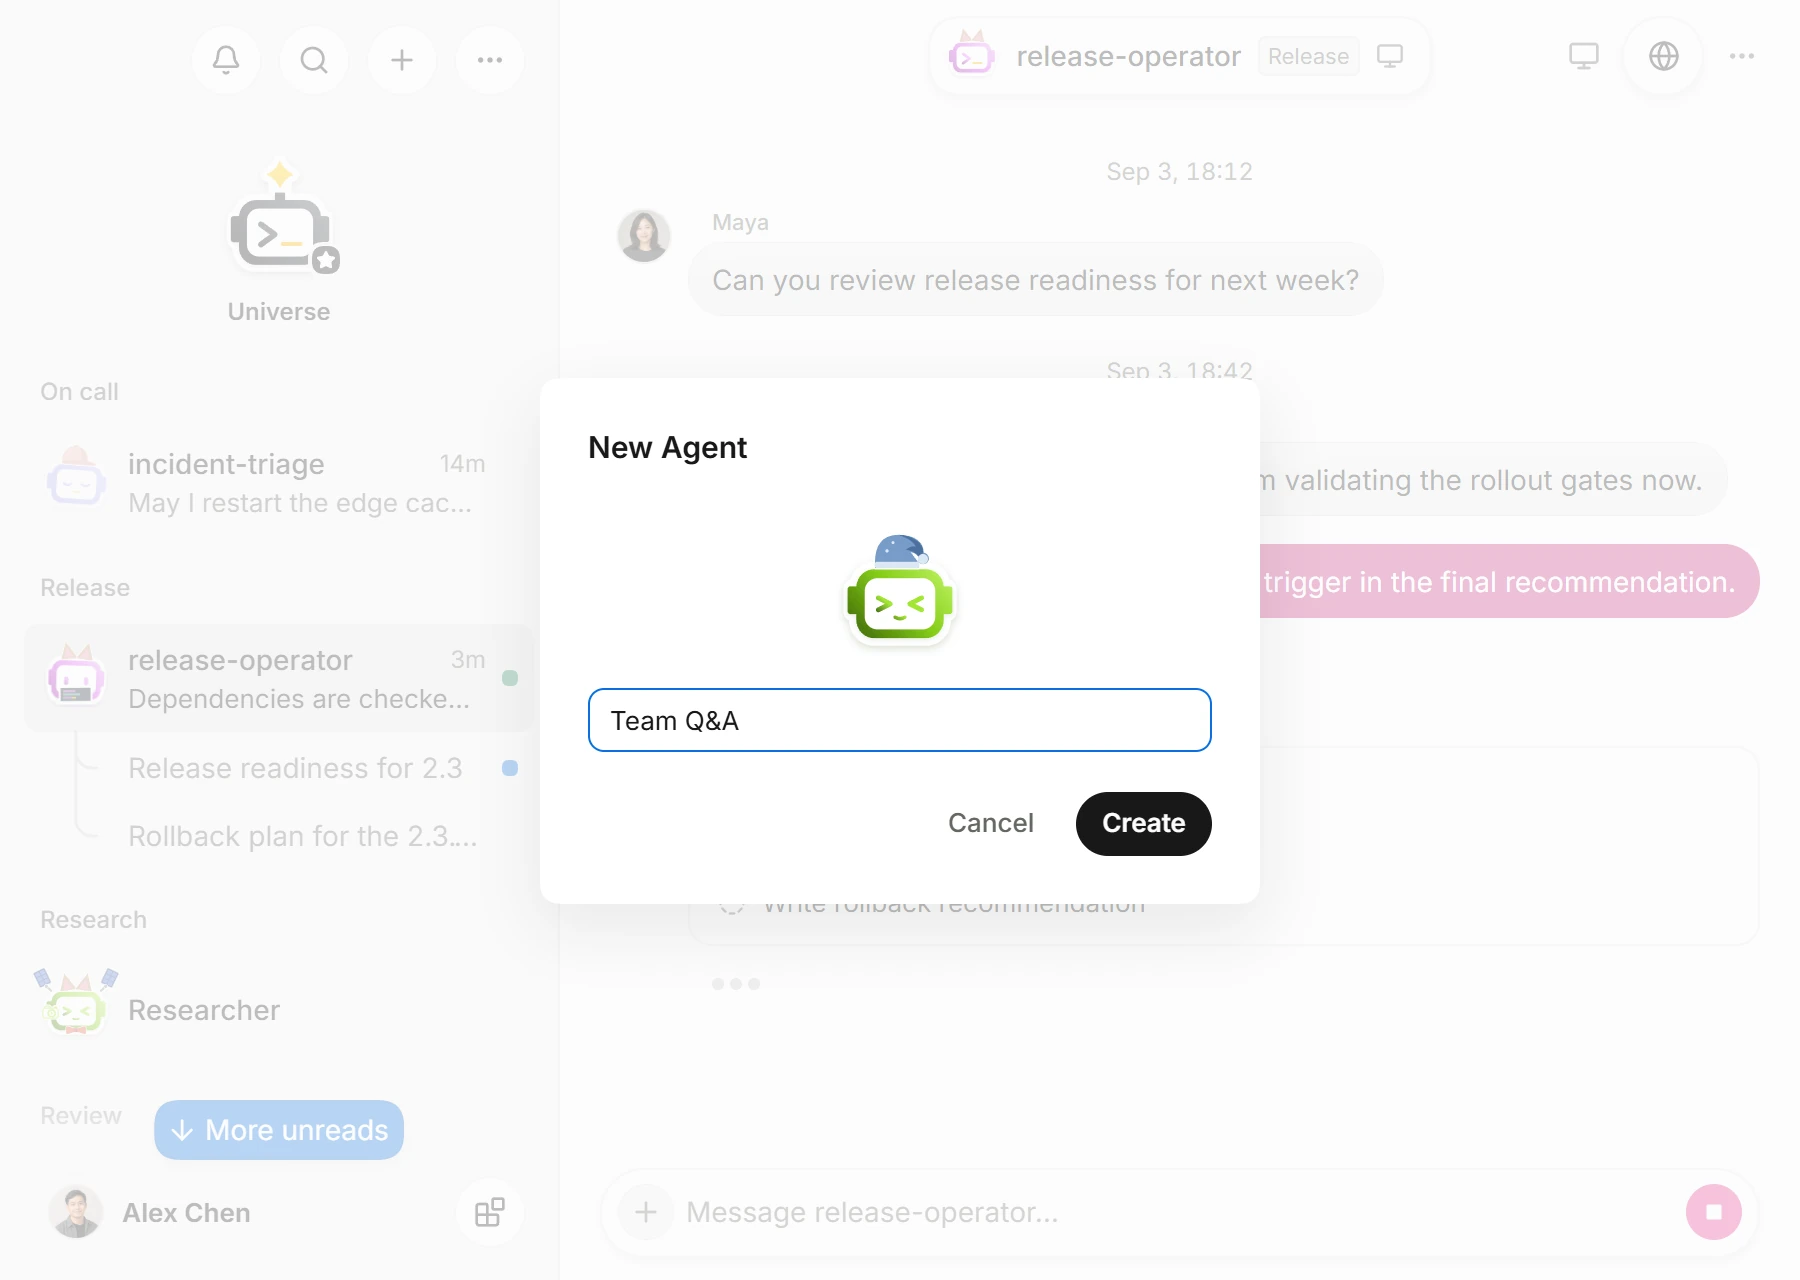 release-operator
Release
Universe
On call
incident-triage
14m
May I restart the edge cac...
Release
release-operator
3m
Dependencies are checke...
Release readiness for 2.3
Rollback plan for the 2.3...
Research
Researcher
Review
More unreads
Alex Chen
Sep 3, 18:12
Maya
Can you review release readiness for next week?
Sep 3, 18:42
validating the rollout gates now.
trigger in the final recommendation.
New Agent
Team Q&A
Cancel
Create
Write rollback recommendation
Message release-operator...